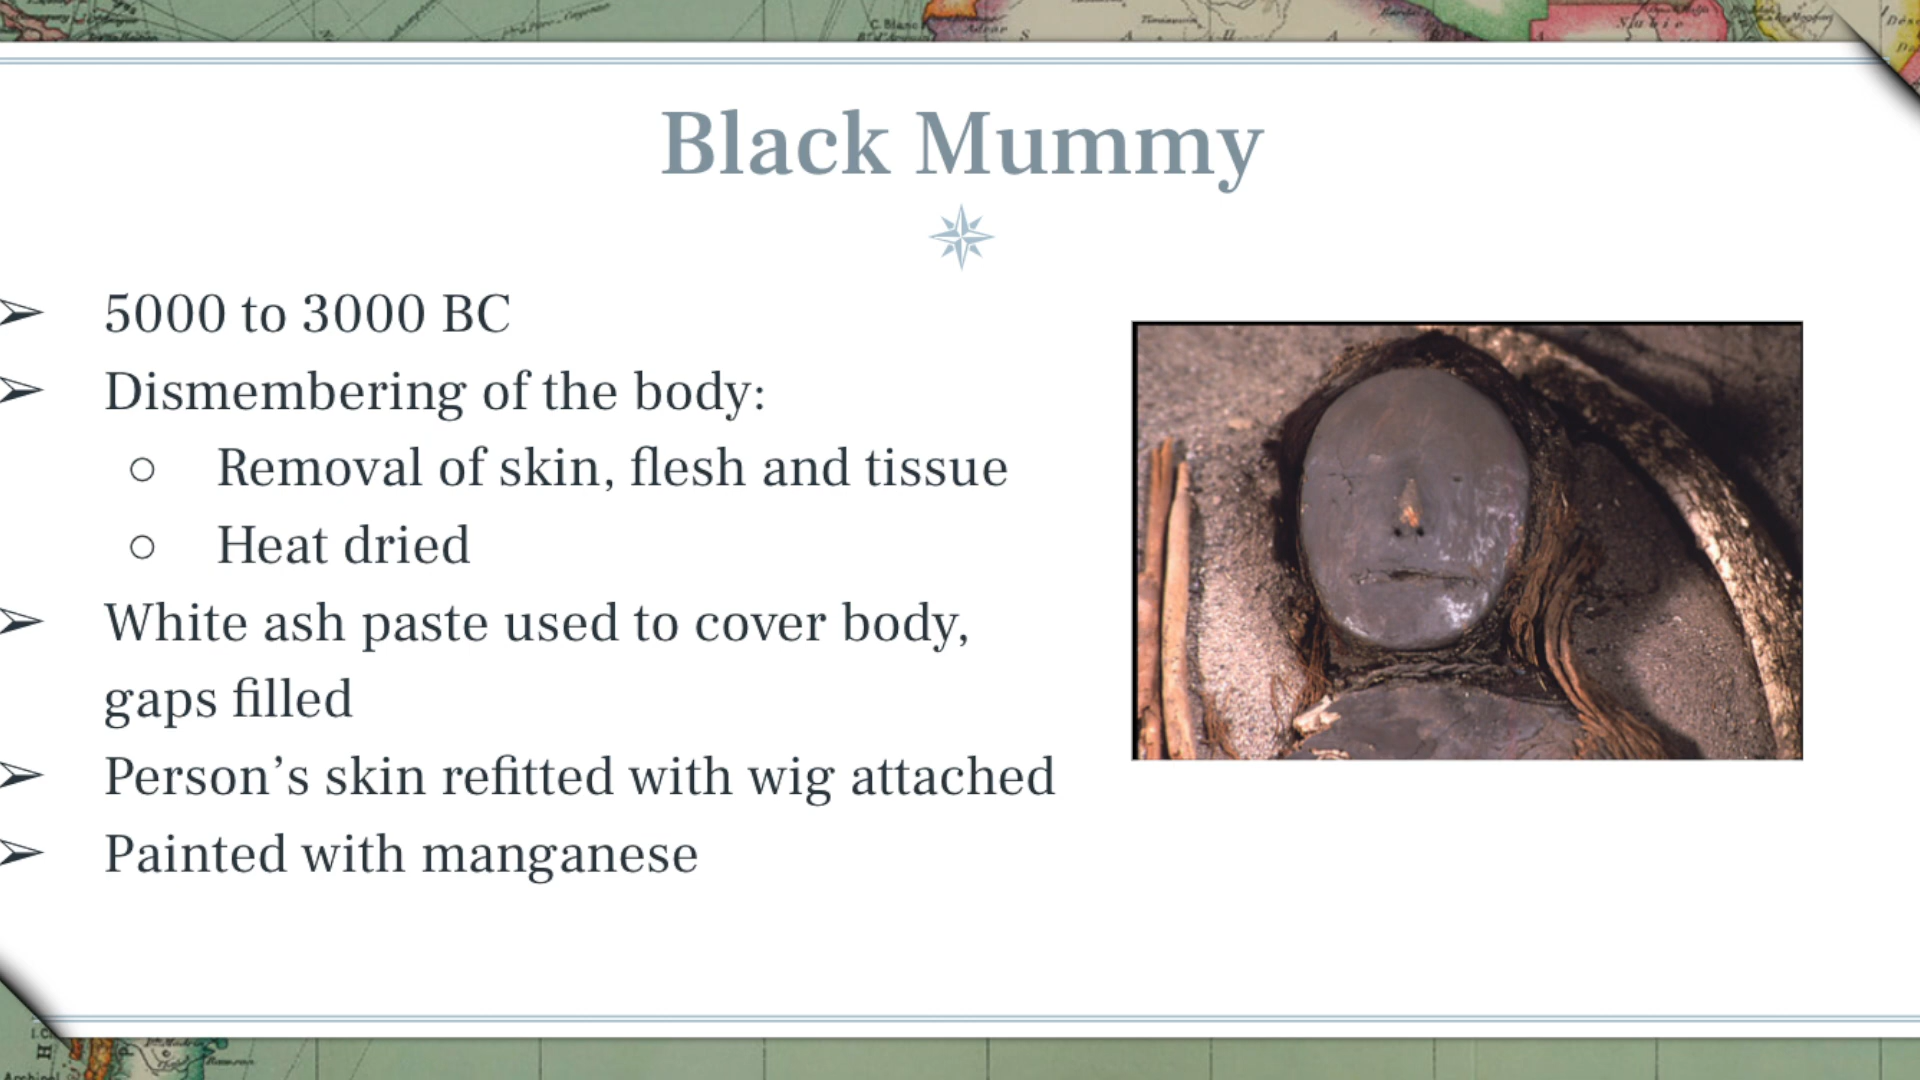 Black Mummy
➢ 5000 to 3000 BC
➢ Dismembering of the body:
○ Removal of skin, flesh and tissue
○ Heat dried
➢ White ash paste used to cover body,
gaps filled
➢ Person’s skin refitted with wig attached
➢ Painted with manganese